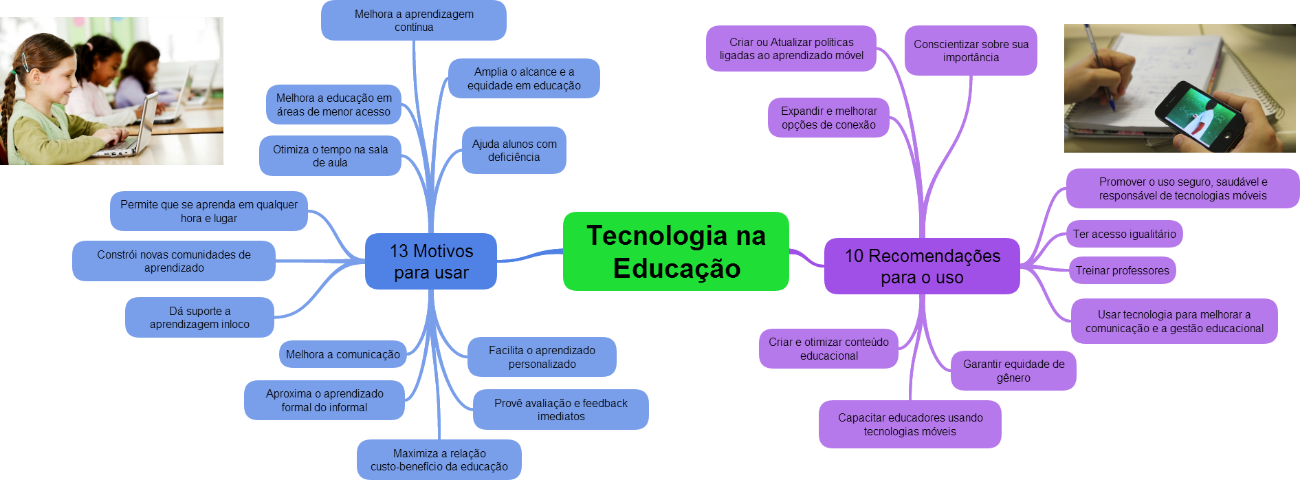 Tecnologia na
Educação
13 Motivos
para usar
Melhora a aprendizagem
contínua
Amplia o alcance e a
equidade em educação
Melhora a educação em
áreas de menor acesso
Ajuda alunos com
deficiência
Otimiza o tempo na sala
de aula
Permite que se aprenda em qualquer
hora e lugar
Constrói novas comunidades de
aprendizado
Dá suporte a
aprendizagem inloco
Melhora a comunicação
Facilita o aprendizado
personalizado
Aproxima o aprendizado
formal do informal
Provê avaliação e feedback
imediatos
Maximiza a relação
custo-benefício da educação
10 Recomendações
para o uso
Criar ou Atualizar políticas
ligadas ao aprendizado móvel
Conscientizar sobre sua
importância
Expandir e melhorar
opções de conexão
Promover o uso seguro, saudável e
responsável de tecnologias móveis
Ter acesso igualitário
Treinar professores
Usar tecnologia para melhorar a
comunicação e a gestão educacional
Criar e otimizar conteúdo
educacional
Garantir equidade de
gênero
Capacitar educadores usando
tecnologias móveis